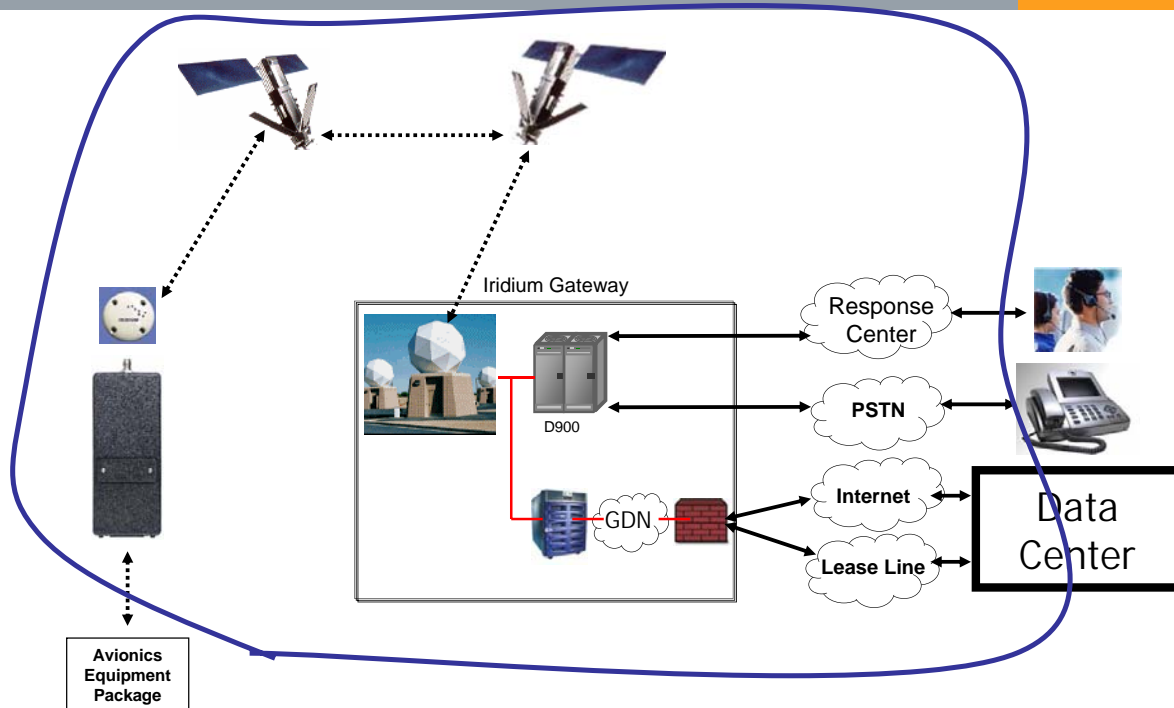 Iridium Gateway
Response
Center
D900
PSTN
Internet
GDN
Lease Line
Data
Center
Avionics
Equipment
Package